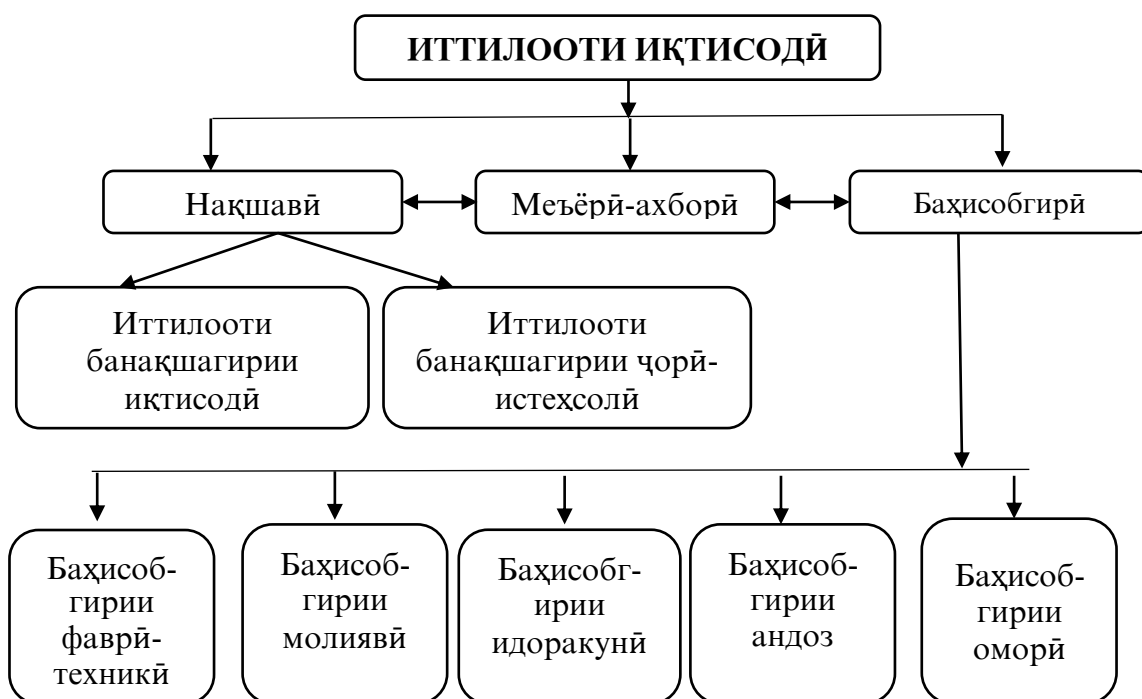 ИТТИЛООТИ ИҚТИСОДӢ
Нақшавӣ
Меъёрӣ-ахборӣ
Баҳисобгирӣ
Иттилооти
банақшагирии
иқтисодӣ
Иттилооти
банақшагирии ҷорӣ-
истеҳсолӣ
Баҳисоб-
гирии
фаврӣ-
техникӣ
Баҳисоб-
гирии
молиявӣ
Баҳисобг-
ирии
идоракунӣ
Баҳисоб-
гирии
андоз
Баҳисоб-
гирии
оморӣ